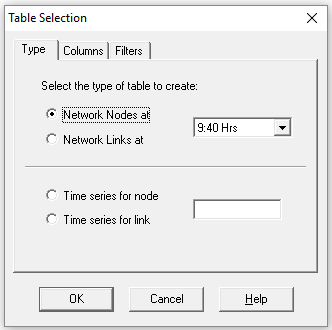 Table Selection
Type Columns Filters
Select the type of table to create:
Network Nodes at
9:40 Hrs
Network Links at
Time series for node
Time series for link
OK Cancel Help